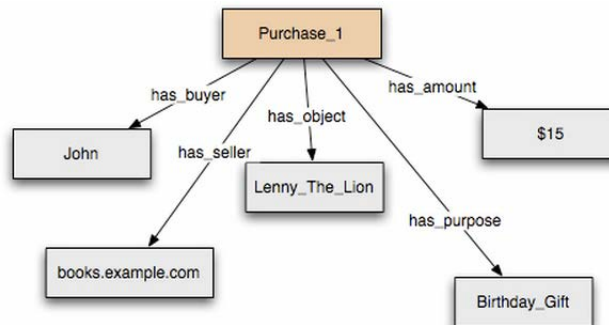 Purchase_1
has_buyer
has_amount
has_object
John
has_seller
$15
Lenny_The_Lion
has_purpose
books.example.com
Birthday_Gift